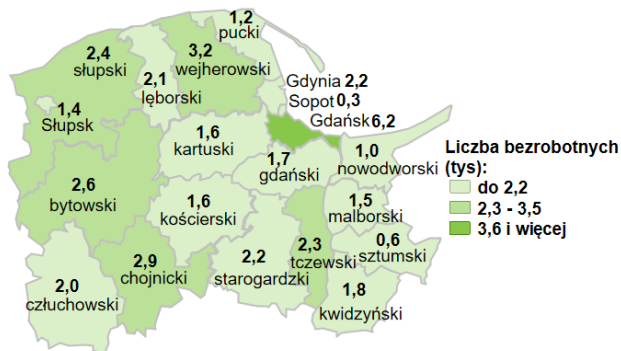 1,2
pucki
2,4
słupski
3,2
wejherowski
2,1
lęborski
Gdynia 2,2
Sopot 0,3
Gdańsk 6,2
1,4
Słupsk
1,6
kartuski
1,7
gdański
1,0
nowodworski
Liczba bezrobotnych
(tys):
do 2,2
2,3 - 3,5
3,6 i więcej
2,6
bytowski
1,6
kościerski
1,5
malborski
0,6
sztumski
2,3
tczewski
2,2
starogardzki
2,9
chojnicki
2,0
człuchowski
1,8
kwidzyński